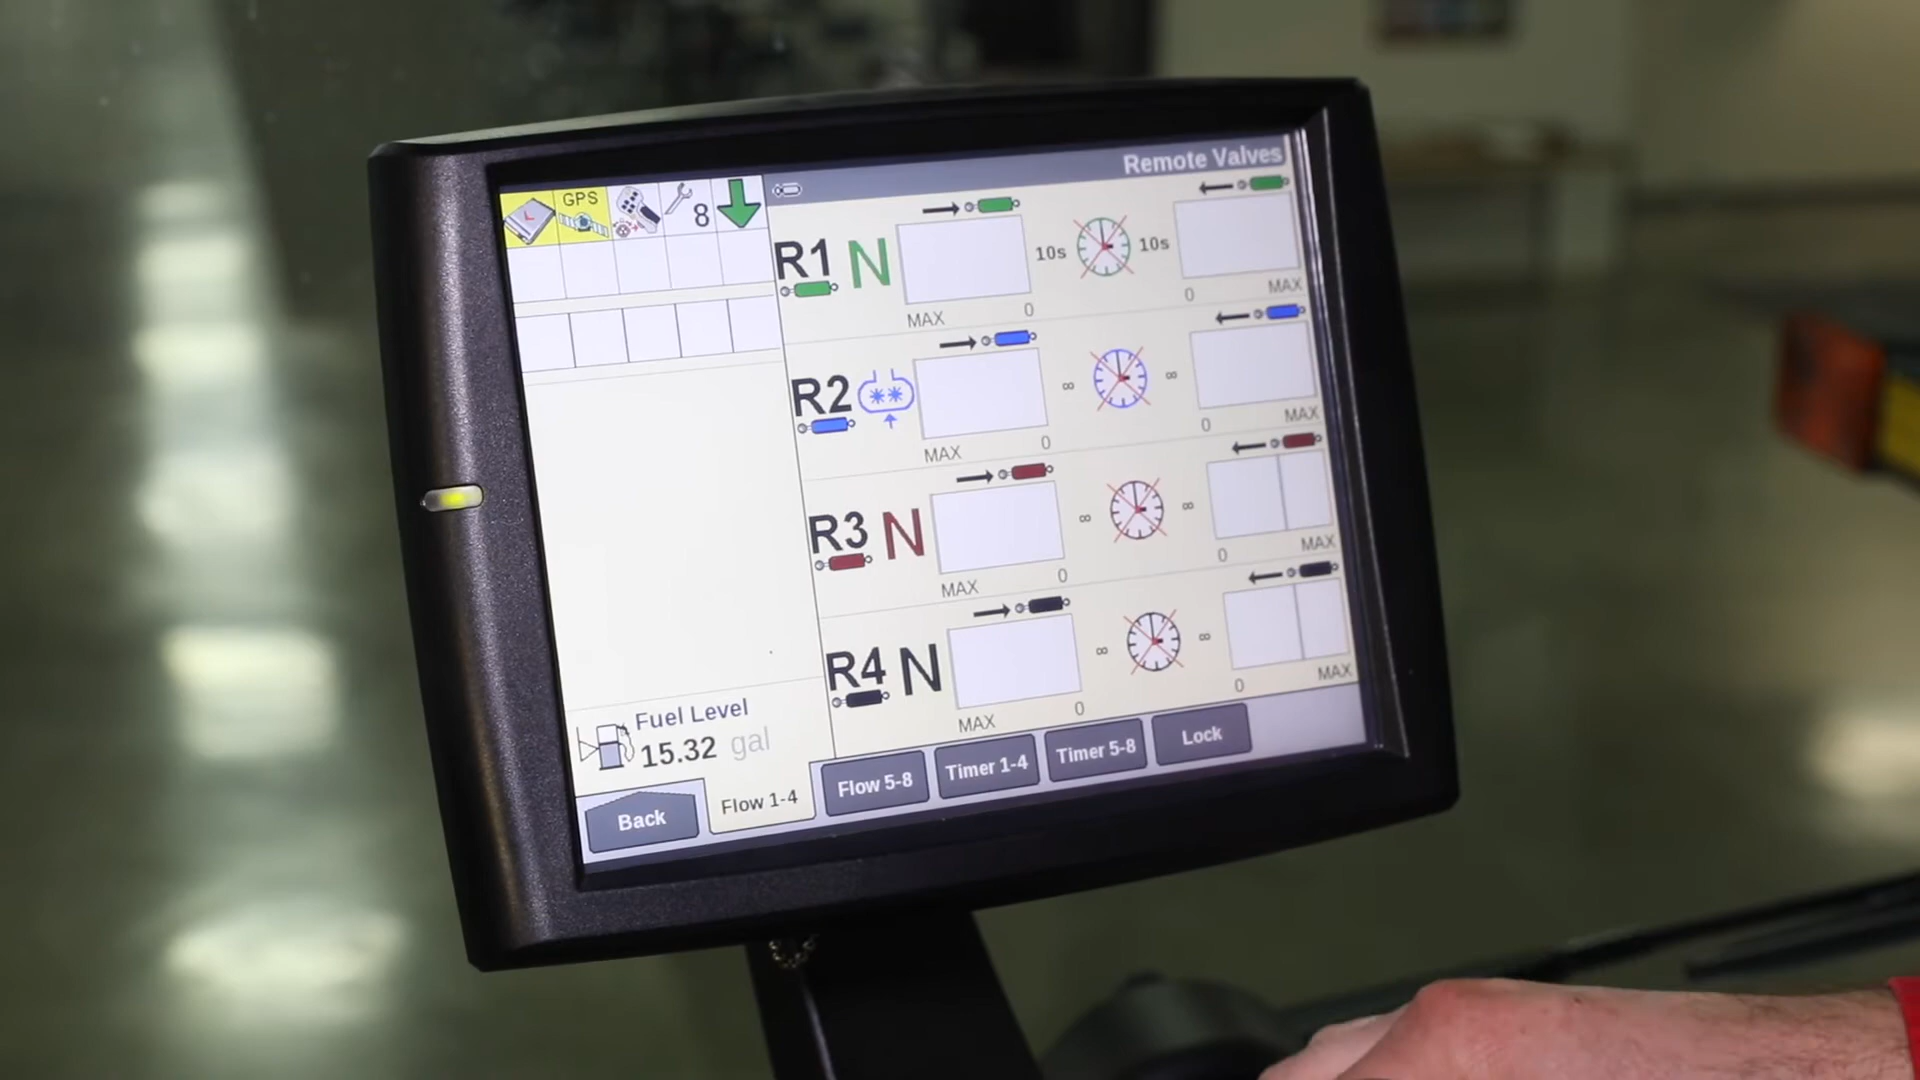 Remote Valves
GPS
8
R1 N 10s 10s
MAX 0 0 MAX
R2 ∞ ∞
MAX 0 0 MAX
R3 N ∞ ∞
MAX 0 0 MAX
R4 N ∞ ∞
MAX 0 0 MAX
Fuel Level
15.32 gal
Back Flow 1-4 Flow 5-8 Timer 1-4 Timer 5-8 Lock